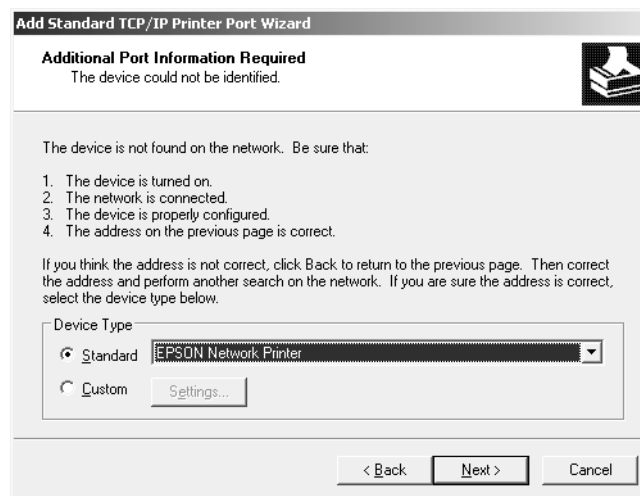 Add Standard TCP/IP Printer Port Wizard
Additional Port Information Required
The device could not be identified.
The device is not found on the network. Be sure that:
1. The device is turned on.
2. The network is connected.
3. The device is properly configured.
4. The address on the previous page is correct.
If you think the address is not correct, click Back to return to the previous page. Then correct
the address and perform another search on the network. If you are sure the address is correct,
select the device type below.
Device Type
Standard EPSON Network Printer
Custom Settings...
< Back Next > Cancel